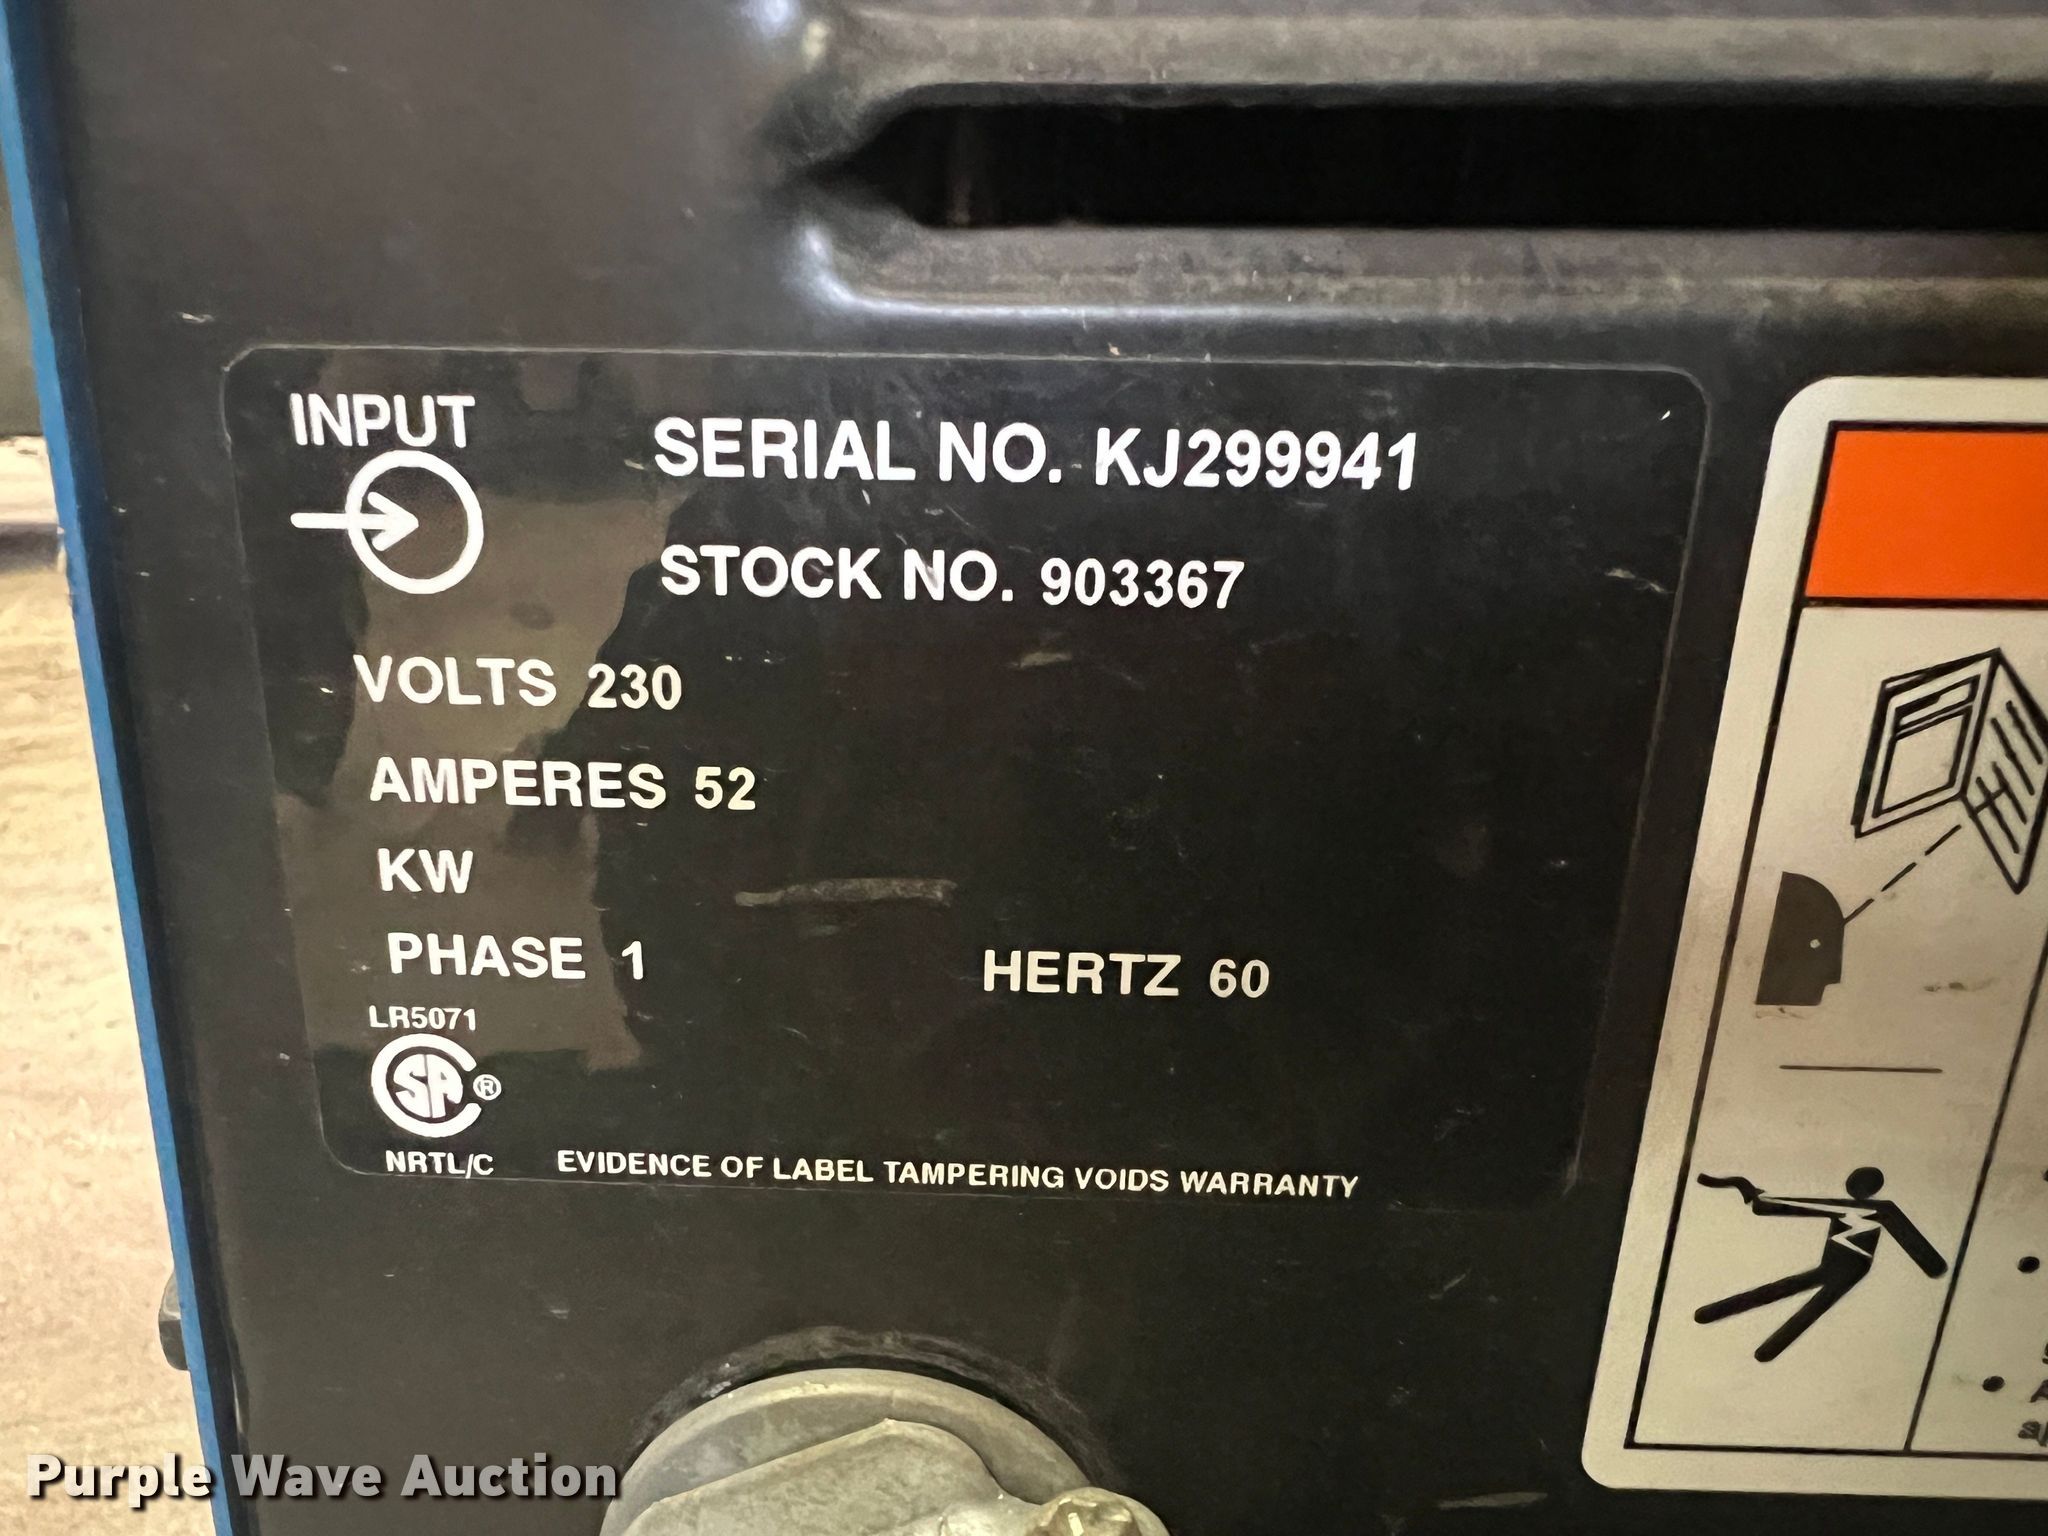 INPUT
SERIAL NO. KJ299941
STOCK NO. 903367
VOLTS 230
AMPERES 52
KW
PHASE 1 HERTZ 60
LR5071
CSA®
NRTL/C EVIDENCE OF LABEL TAMPERING VOIDS WARRANTY
Purple Wave Auction